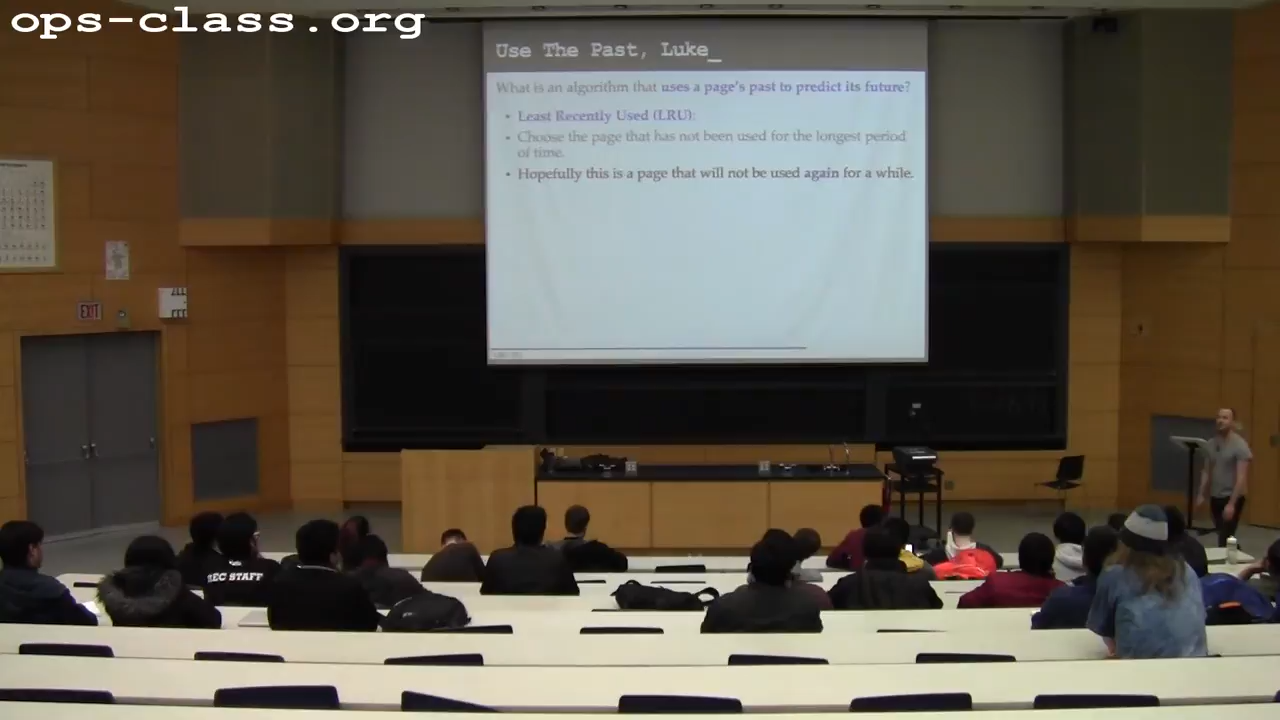 ops-class.org
Use The Past, Luke_
What is an algorithm that uses a page's past to predict its future?
• Least Recently Used (LRU):
• Choose the page that has not been used for the longest period
of time.
• Hopefully this is a page that will not be used again for a while.
EXIT
REC STAFF